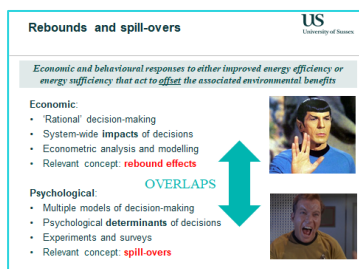 Rebounds and spill-overs
US
University of Sussex
Economic and behavioural responses to either improved energy efficiency or
energy sufficiency that act to offset the associated environmental benefits
Economic:
• 'Rational' decision-making
• System-wide impacts of decisions
• Econometric analysis and modelling
• Relevant concept: rebound effects
OVERLAPS
Psychological:
• Multiple models of decision-making
• Psychological determinants of decisions
• Experiments and surveys
• Relevant concept: spill-overs